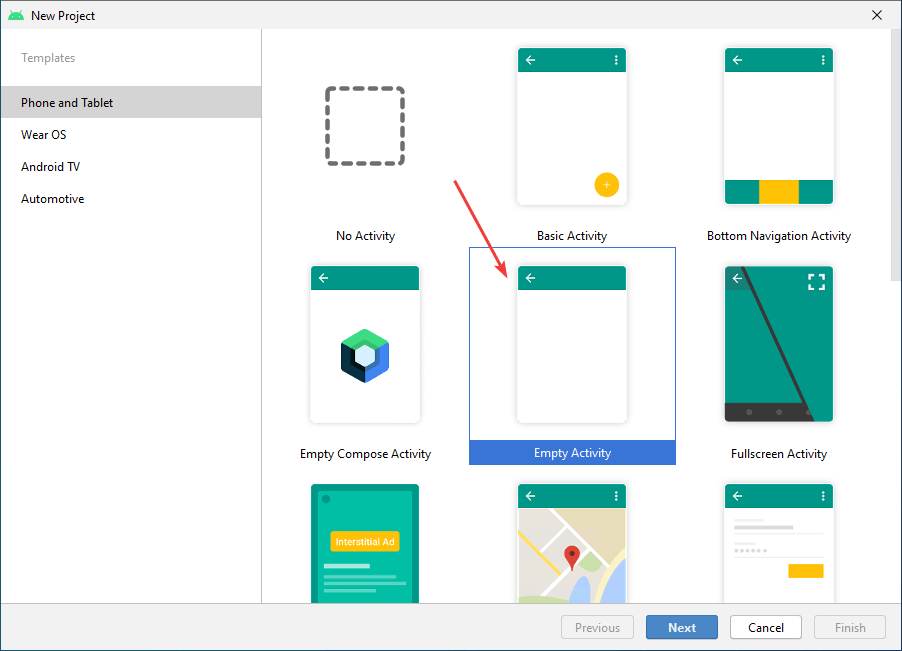 New Project
Templates
Phone and Tablet
Wear OS
Android TV
Automotive
No Activity
Basic Activity
Bottom Navigation Activity
Empty Compose Activity
Empty Activity
Fullscreen Activity
Interstitial Ad
Previous
Next
Cancel
Finish